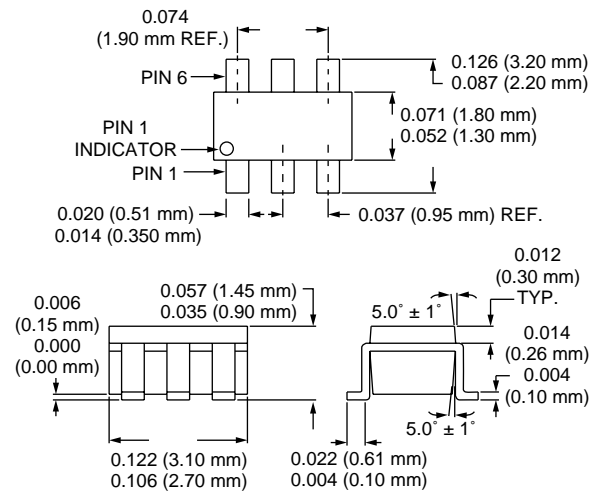 0.074
(1.90 mm REF.)
PIN 6
0.126 (3.20 mm)
0.087 (2.20 mm)
0.071 (1.80 mm)
0.052 (1.30 mm)
PIN 1
INDICATOR
PIN 1
0.020 (0.51 mm)
0.014 (0.350 mm)
0.037 (0.95 mm) REF.
0.006
(0.15 mm)
0.000
(0.00 mm)
0.057 (1.45 mm)
0.035 (0.90 mm)
0.122 (3.10 mm)
0.106 (2.70 mm)
0.012
(0.30 mm)
TYP.
5.0° ± 1°
0.014
(0.26 mm)
0.004
(0.10 mm)
5.0° ± 1°
0.022 (0.61 mm)
0.004 (0.10 mm)